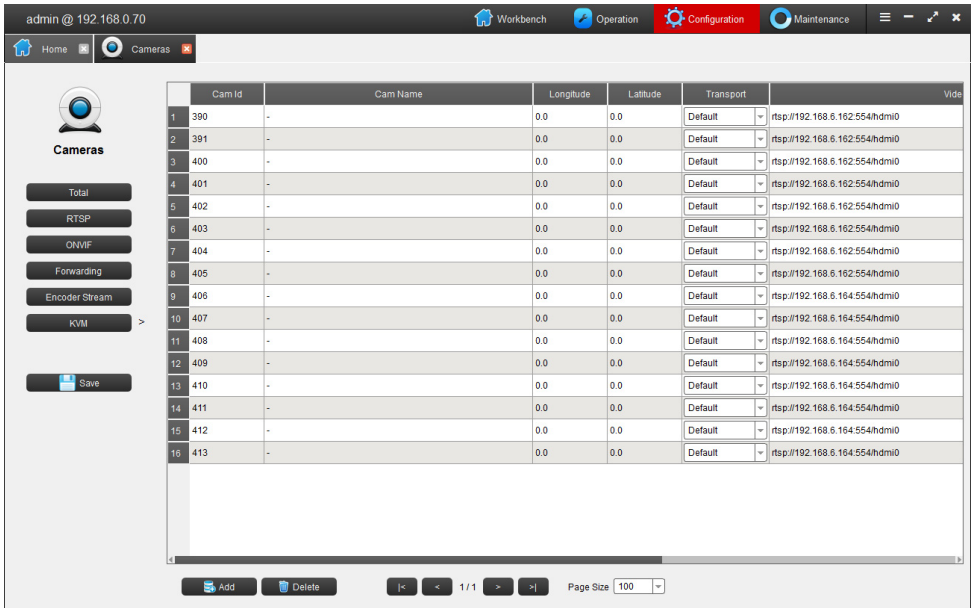 admin @ 192.168.0.70 Workbench Operation Configuration Maintenance
Home Cameras
Cam Id Cam Name Longitude Latitude Transport Vide
1 390 - 0.0 0.0 Default rtsp://192.168.6.162:554/hdmi0
2 391 - 0.0 0.0 Default rtsp://192.168.6.162:554/hdmi0
3 400 - 0.0 0.0 Default rtsp://192.168.6.162:554/hdmi0
4 401 - 0.0 0.0 Default rtsp://192.168.6.162:554/hdmi0
5 402 - 0.0 0.0 Default rtsp://192.168.6.162:554/hdmi0
6 403 - 0.0 0.0 Default rtsp://192.168.6.162:554/hdmi0
7 404 - 0.0 0.0 Default rtsp://192.168.6.162:554/hdmi0
8 405 - 0.0 0.0 Default rtsp://192.168.6.162:554/hdmi0
9 406 - 0.0 0.0 Default rtsp://192.168.6.164:554/hdmi0
10 407 - 0.0 0.0 Default rtsp://192.168.6.164:554/hdmi0
11 408 - 0.0 0.0 Default rtsp://192.168.6.164:554/hdmi0
12 409 - 0.0 0.0 Default rtsp://192.168.6.164:554/hdmi0
13 410 - 0.0 0.0 Default rtsp://192.168.6.164:554/hdmi0
14 411 - 0.0 0.0 Default rtsp://192.168.6.164:554/hdmi0
15 412 - 0.0 0.0 Default rtsp://192.168.6.164:554/hdmi0
16 413 - 0.0 0.0 Default rtsp://192.168.6.164:554/hdmi0
Cameras
Total
RTSP
ONVIF
Forwarding
Encoder Stream
KVM >
Save
Add Delete |< < 1/1 > >| Page Size 100